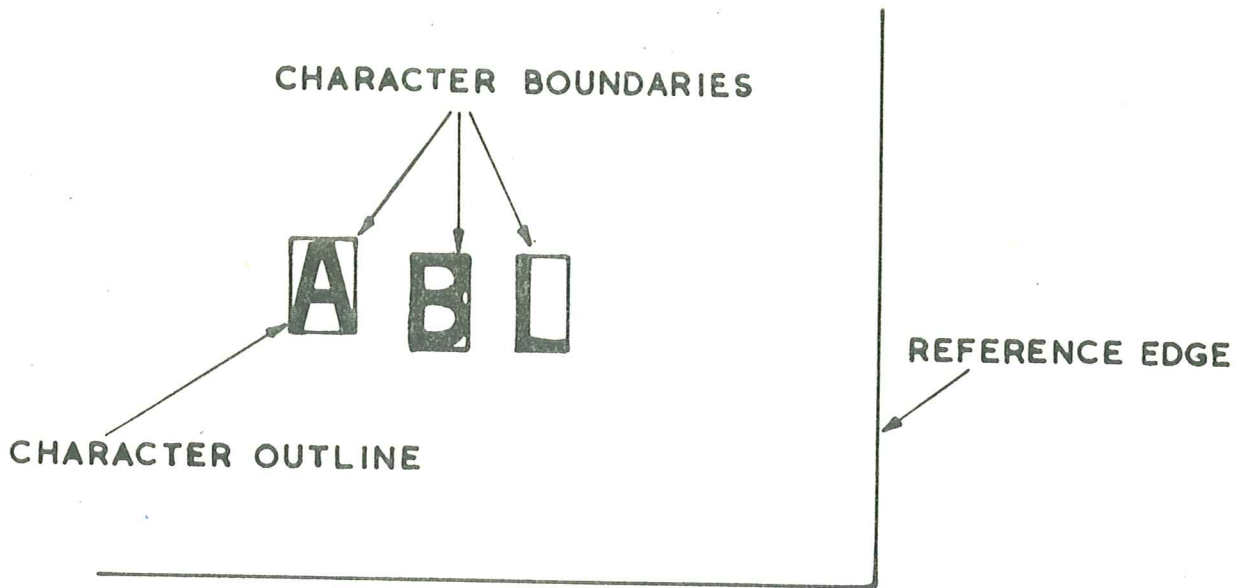 CHARACTER BOUNDARIES
A B L
REFERENCE EDGE
CHARACTER OUTLINE